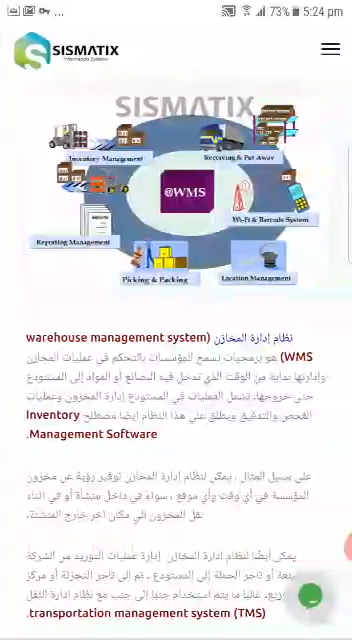 73% 5:24 pm
SISMATIX
Information Systems
SISMATIX
Inventory Management
Receiving & Put Away
@WMS
Wi-Fi & Barcode System
Reporting Management
Picking & Packing
Location Management
نظام إدارة المخازن (warehouse management system
WMS) هو برمجيات تسمح للمؤسسات بالتحكم في عمليات المخازن
وإدارتها بداية من الوقت الذي تدخل فيه البضائع أو المواد إلى المستودع
حتى خروجها. تشمل العمليات في المستودع إدارة المخزون وعمليات
الفحص والتدقيق ويطلق على هذا النظام ايضا مصطلح Inventory
Management Software.
على سبيل المثال ، يمكن لنظام إدارة المخازن توفير رؤية عن مخزون
المؤسسة في أي وقت وأي موقع ، سواء في داخل منشأة أو في اثناء
نقل المخزون الى مكان اخر خارج المنشئة.
يمكن أيضًا لنظام ادارة المخازن إدارة عمليات التوريد من الشركة
أو تاجر الجملة إلى المستودع ، ثم إلى تاجر التجزئة أو مركز
غالبا ما يتم استخدام جنبا إلى جنب مع نظام ادارة النقل
transportation management system (TMS).